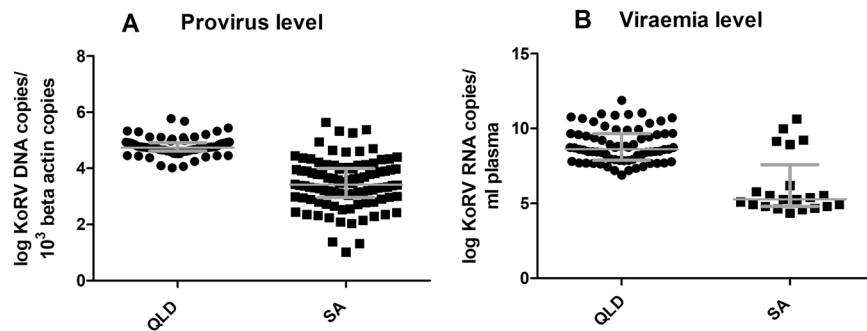 A Provirus level
log KoRV DNA copies/
10³ beta actin copies
8
6
4
2
0
QLD SA
B Viraemia level
log KoRV RNA copies/
ml plasma
15
10
5
0
QLD SA